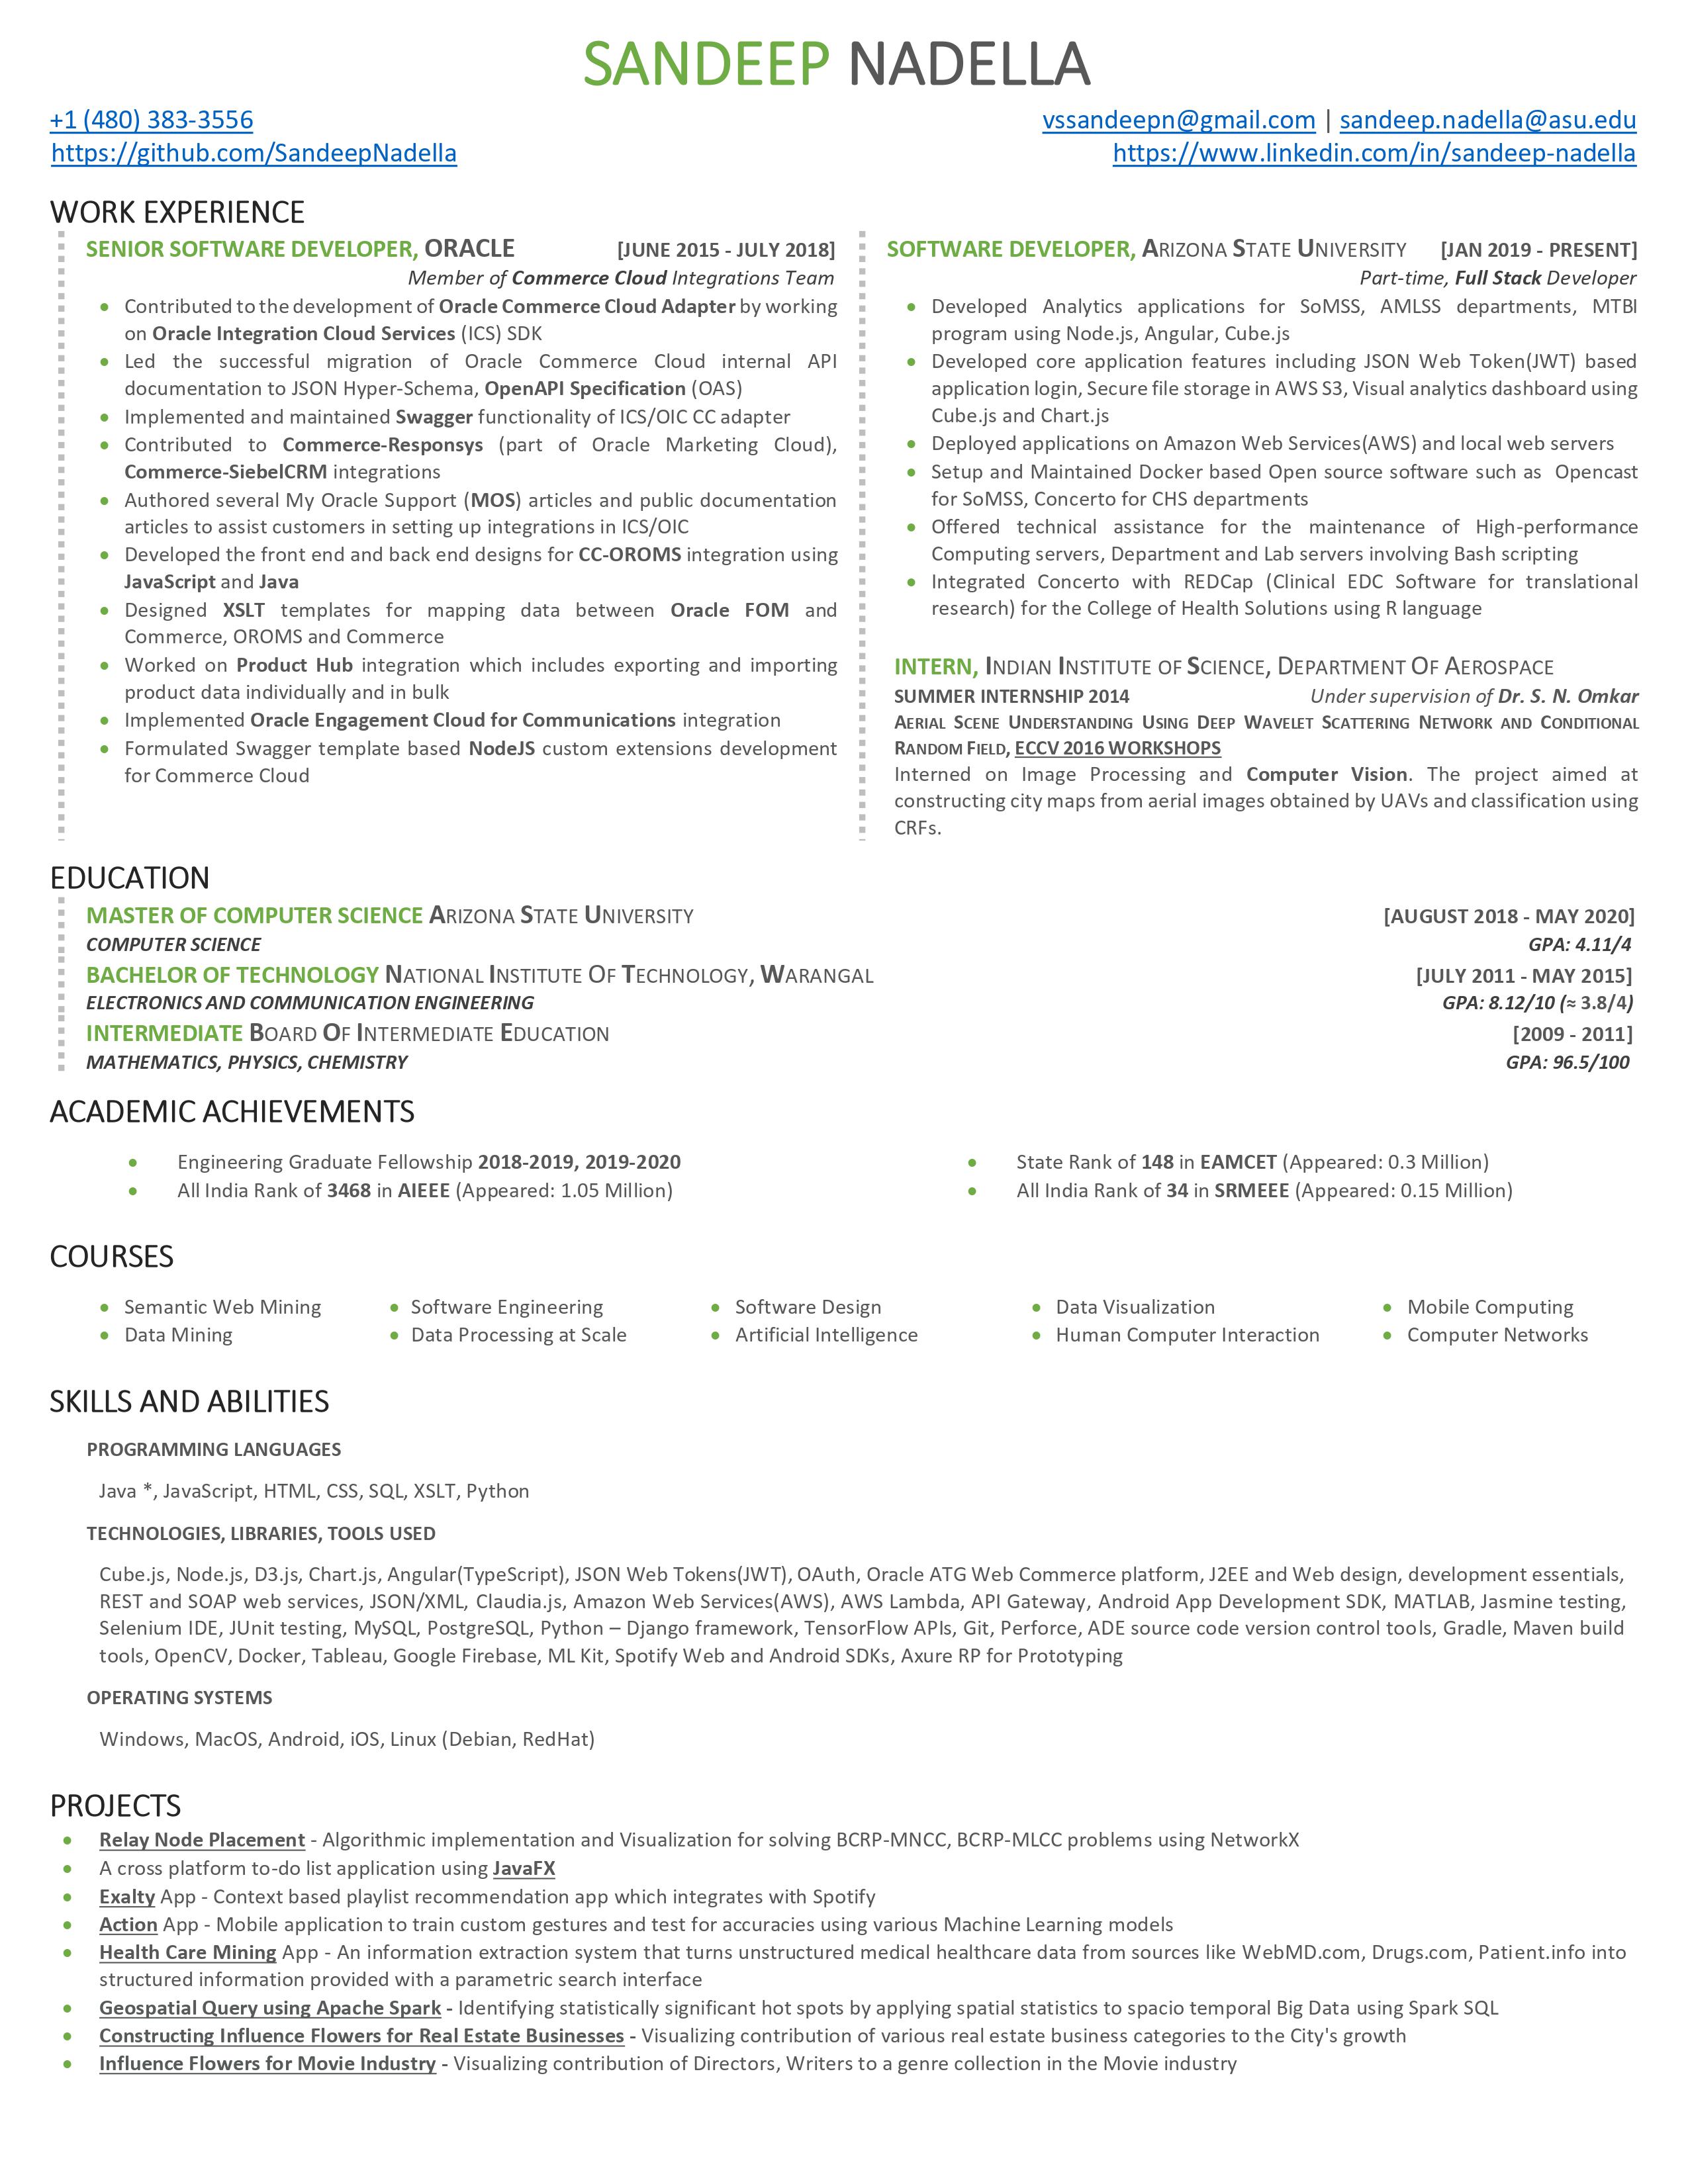 SANDEEP NADELLA
+1 (480) 383-3556
https://github.com/SandeepNadella
vssandeepn@gmail.com | sandeep.nadella@asu.edu
https://www.linkedin.com/in/sandeep-nadella
WORK EXPERIENCE
SENIOR SOFTWARE DEVELOPER, ORACLE [JUNE 2015 - JULY 2018]
Member of Commerce Cloud Integrations Team
• Contributed to the development of Oracle Commerce Cloud Adapter by working
on Oracle Integration Cloud Services (ICS) SDK
• Led the successful migration of Oracle Commerce Cloud internal API
documentation to JSON Hyper-Schema, OpenAPI Specification (OAS)
• Implemented and maintained Swagger functionality of ICS/OIC CC adapter
• Contributed to Commerce-Responsys (part of Oracle Marketing Cloud),
Commerce-SiebelCRM integrations
• Authored several My Oracle Support (MOS) articles and public documentation
articles to assist customers in setting up integrations in ICS/OIC
• Developed the front end and back end designs for CC-OROMS integration using
JavaScript and Java
• Designed XSLT templates for mapping data between Oracle FOM and
Commerce, OROMS and Commerce
• Worked on Product Hub integration which includes exporting and importing
product data individually and in bulk
• Implemented Oracle Engagement Cloud for Communications integration
• Formulated Swagger template based NodeJS custom extensions development
for Commerce Cloud
SOFTWARE DEVELOPER, ARIZONA STATE UNIVERSITY [JAN 2019 - PRESENT]
Part-time, Full Stack Developer
• Developed Analytics applications for SoMSS, AMLSS departments, MTBI
program using Node.js, Angular, Cube.js
• Developed core application features including JSON Web Token(JWT) based
application login, Secure file storage in AWS S3, Visual analytics dashboard using
Cube.js and Chart.js
• Deployed applications on Amazon Web Services(AWS) and local web servers
• Setup and Maintained Docker based Open source software such as Opencast
for SoMSS, Concerto for CHS departments
• Offered technical assistance for the maintenance of High-performance
Computing servers, Department and Lab servers involving Bash scripting
• Integrated Concerto with REDCap (Clinical EDC Software for translational
research) for the College of Health Solutions using R language
INTERN, INDIAN INSTITUTE OF SCIENCE, DEPARTMENT OF AEROSPACE
SUMMER INTERNSHIP 2014 Under supervision of Dr. S. N. Omkar
AERIAL SCENE UNDERSTANDING USING DEEP WAVELET SCATTERING NETWORK AND CONDITIONAL
RANDOM FIELD, ECCV 2016 WORKSHOPS
Interned on Image Processing and Computer Vision. The project aimed at
constructing city maps from aerial images obtained by UAVs and classification using
CRFs.
EDUCATION
MASTER OF COMPUTER SCIENCE ARIZONA STATE UNIVERSITY [AUGUST 2018 - MAY 2020]
COMPUTER SCIENCE GPA: 4.11/4
BACHELOR OF TECHNOLOGY NATIONAL INSTITUTE OF TECHNOLOGY, WARANGAL [JULY 2011 - MAY 2015]
ELECTRONICS AND COMMUNICATION ENGINEERING GPA: 8.12/10 (≈ 3.8/4)
INTERMEDIATE BOARD OF INTERMEDIATE EDUCATION [2009 - 2011]
MATHEMATICS, PHYSICS, CHEMISTRY GPA: 96.5/100
ACADEMIC ACHIEVEMENTS
• Engineering Graduate Fellowship 2018-2019, 2019-2020 • State Rank of 148 in EAMCET (Appeared: 0.3 Million)
• All India Rank of 3468 in AIEEE (Appeared: 1.05 Million) • All India Rank of 34 in SRMEEE (Appeared: 0.15 Million)
COURSES
• Semantic Web Mining • Software Engineering • Software Design • Data Visualization • Mobile Computing
• Data Mining • Data Processing at Scale • Artificial Intelligence • Human Computer Interaction • Computer Networks
SKILLS AND ABILITIES
PROGRAMMING LANGUAGES
Java *, JavaScript, HTML, CSS, SQL, XSLT, Python
TECHNOLOGIES, LIBRARIES, TOOLS USED
Cube.js, Node.js, D3.js, Chart.js, Angular(TypeScript), JSON Web Tokens(JWT), OAuth, Oracle ATG Web Commerce platform, J2EE and Web design, development essentials,
REST and SOAP web services, JSON/XML, Claudia.js, Amazon Web Services(AWS), AWS Lambda, API Gateway, Android App Development SDK, MATLAB, Jasmine testing,
Selenium IDE, JUnit testing, MySQL, PostgreSQL, Python – Django framework, TensorFlow APIs, Git, Perforce, ADE source code version control tools, Gradle, Maven build
tools, OpenCV, Docker, Tableau, Google Firebase, ML Kit, Spotify Web and Android SDKs, Axure RP for Prototyping
OPERATING SYSTEMS
Windows, MacOS, Android, iOS, Linux (Debian, RedHat)
PROJECTS
• Relay Node Placement - Algorithmic implementation and Visualization for solving BCRP-MNCC, BCRP-MLCC problems using NetworkX
• A cross platform to-do list application using JavaFX
• Exalty App - Context based playlist recommendation app which integrates with Spotify
• Action App - Mobile application to train custom gestures and test for accuracies using various Machine Learning models
• Health Care Mining App - An information extraction system that turns unstructured medical healthcare data from sources like WebMD.com, Drugs.com, Patient.info into
structured information provided with a parametric search interface
• Geospatial Query using Apache Spark - Identifying statistically significant hot spots by applying spatial statistics to spacio temporal Big Data using Spark SQL
• Constructing Influence Flowers for Real Estate Businesses - Visualizing contribution of various real estate business categories to the City's growth
• Influence Flowers for Movie Industry - Visualizing contribution of Directors, Writers to a genre collection in the Movie industry